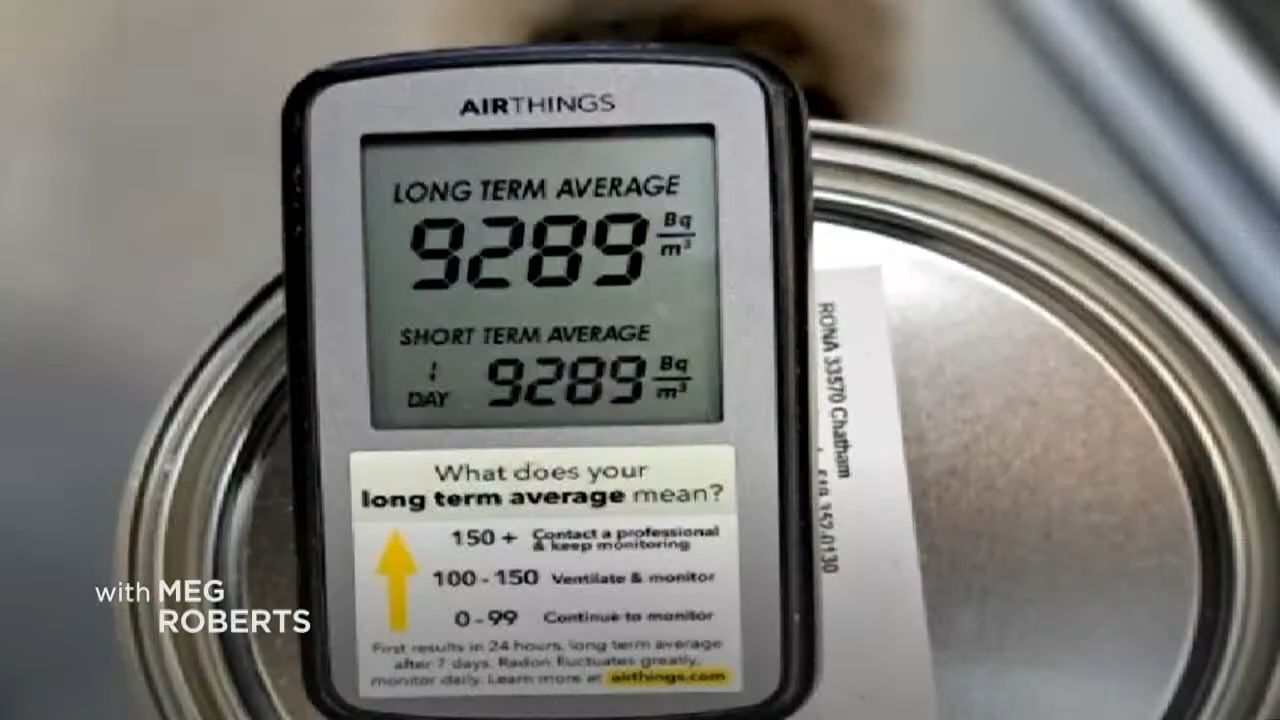 AIRTHINGS
LONG TERM AVERAGE
9289 Bq/m³
SHORT TERM AVERAGE
1 DAY 9289 Bq/m³
What does your
long term average mean?
150 + Contact a professional
& keep monitoring
100 - 150 Ventilate & monitor
0 - 99 Continue to monitor
First results in 24 hours, long term average
after 7 days. Radon fluctuates greatly,
monitor daily. Learn more at airthings.com
RONA 33570 Chatham
with MEG
ROBERTS